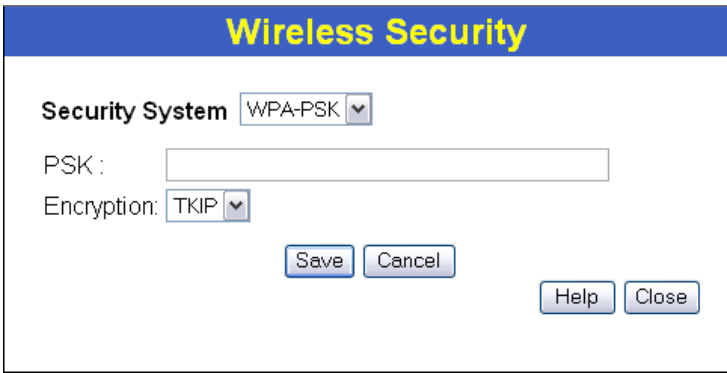 Wireless Security
Security System WPA-PSK
PSK :
Encryption: TKIP
Save Cancel
Help Close